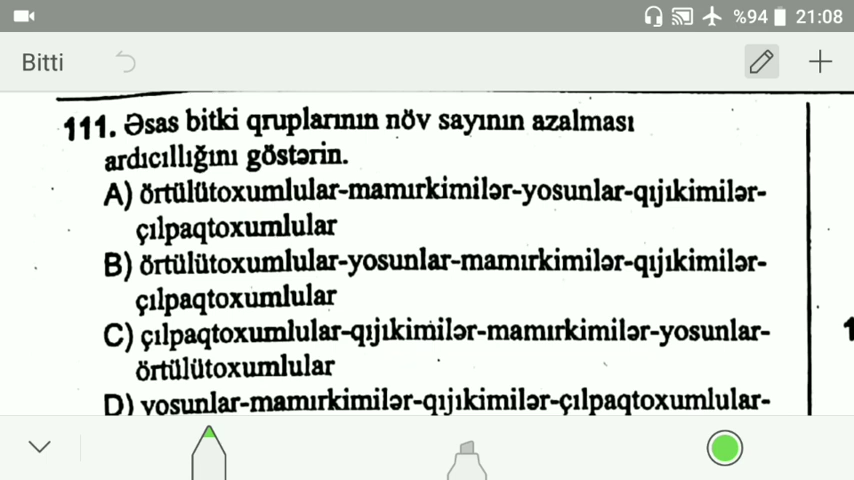 %94 21:08
Bitti
111. Əsas bitki qruplarının növ sayının azalması
ardıcıllığını göstərin.
A) örtülütoxumlular-mamırkimilər-yosunlar-qıjıkimilər-
çılpaqtoxumlular
B) örtülütoxumlular-yosunlar-mamırkimilər-qıjıkimilər-
çılpaqtoxumlular
C) çılpaqtoxumlular-qıjıkimilər-mamırkimilər-yosunlar-
örtülütoxumlular
D) yosunlar-mamırkimilər-qıjıkimilər-çılpaqtoxumlular-
1